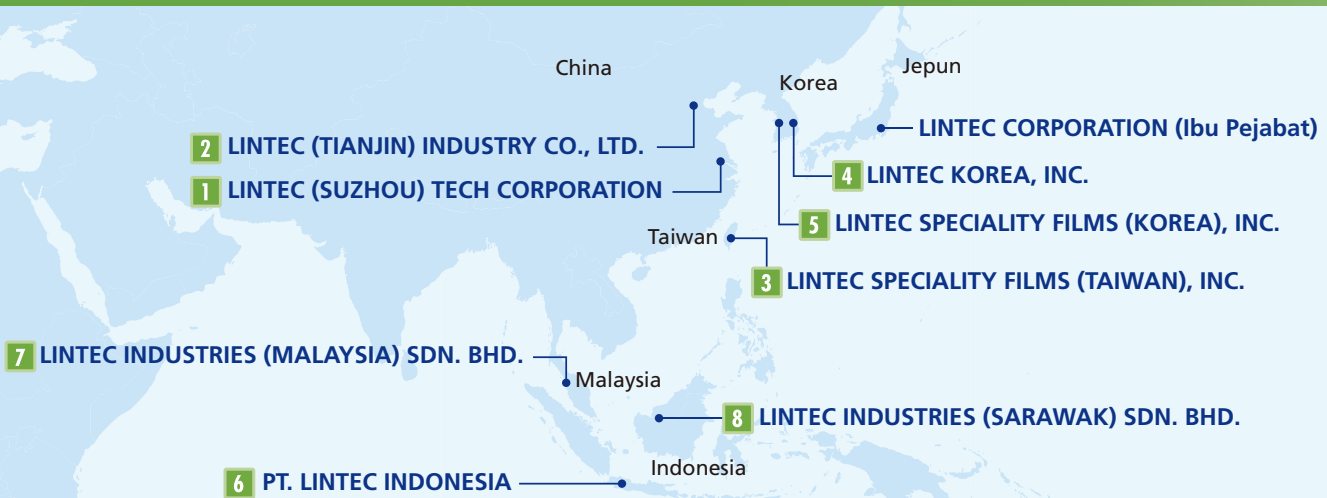 China
Korea
Jepun
2 LINTEC (TIANJIN) INDUSTRY CO., LTD.
LINTEC CORPORATION (Ibu Pejabat)
1 LINTEC (SUZHOU) TECH CORPORATION
4 LINTEC KOREA, INC.
5 LINTEC SPECIALITY FILMS (KOREA), INC.
Taiwan
3 LINTEC SPECIALITY FILMS (TAIWAN), INC.
7 LINTEC INDUSTRIES (MALAYSIA) SDN. BHD.
Malaysia
8 LINTEC INDUSTRIES (SARAWAK) SDN. BHD.
Indonesia
6 PT. LINTEC INDONESIA